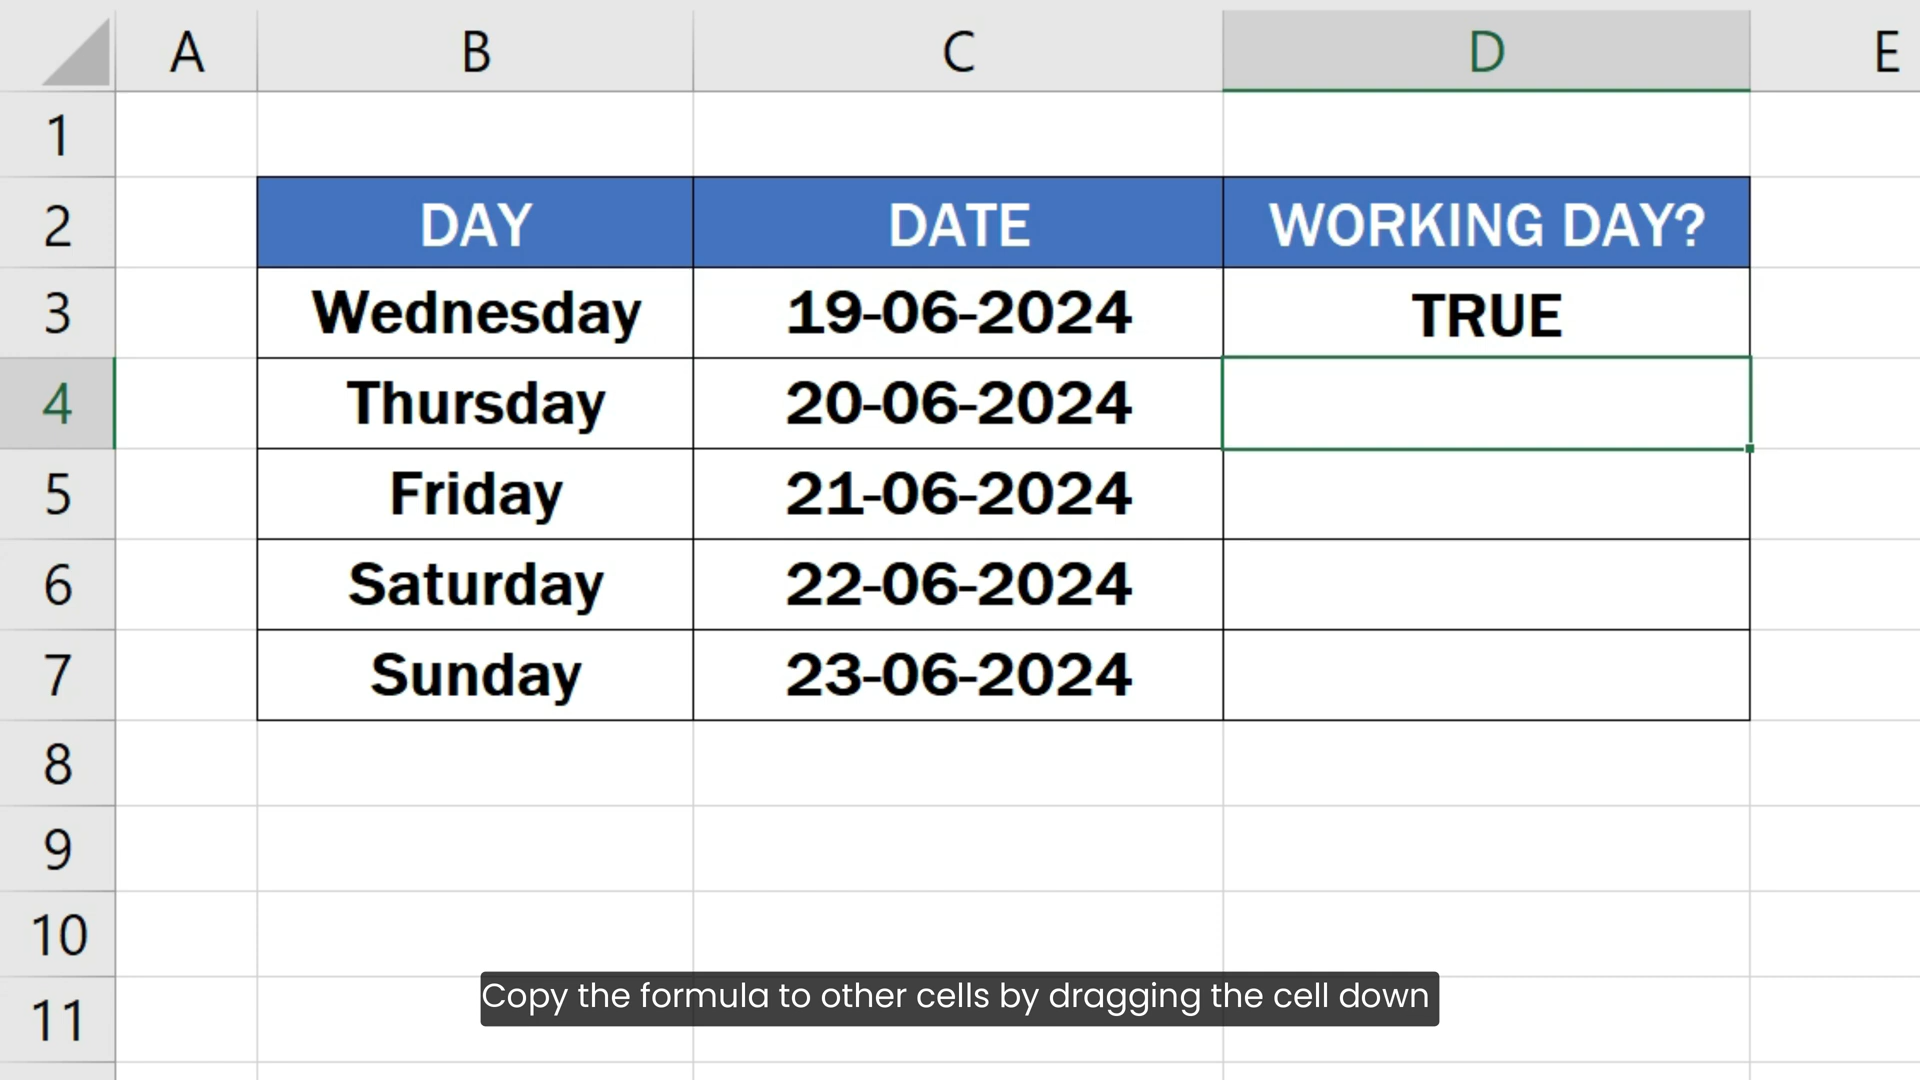 A B C D E
1
2 DAY DATE WORKING DAY?
3 Wednesday 19-06-2024 TRUE
4 Thursday 20-06-2024
5 Friday 21-06-2024
6 Saturday 22-06-2024
7 Sunday 23-06-2024
8
9
10
11
Copy the formula to other cells by dragging the cell down